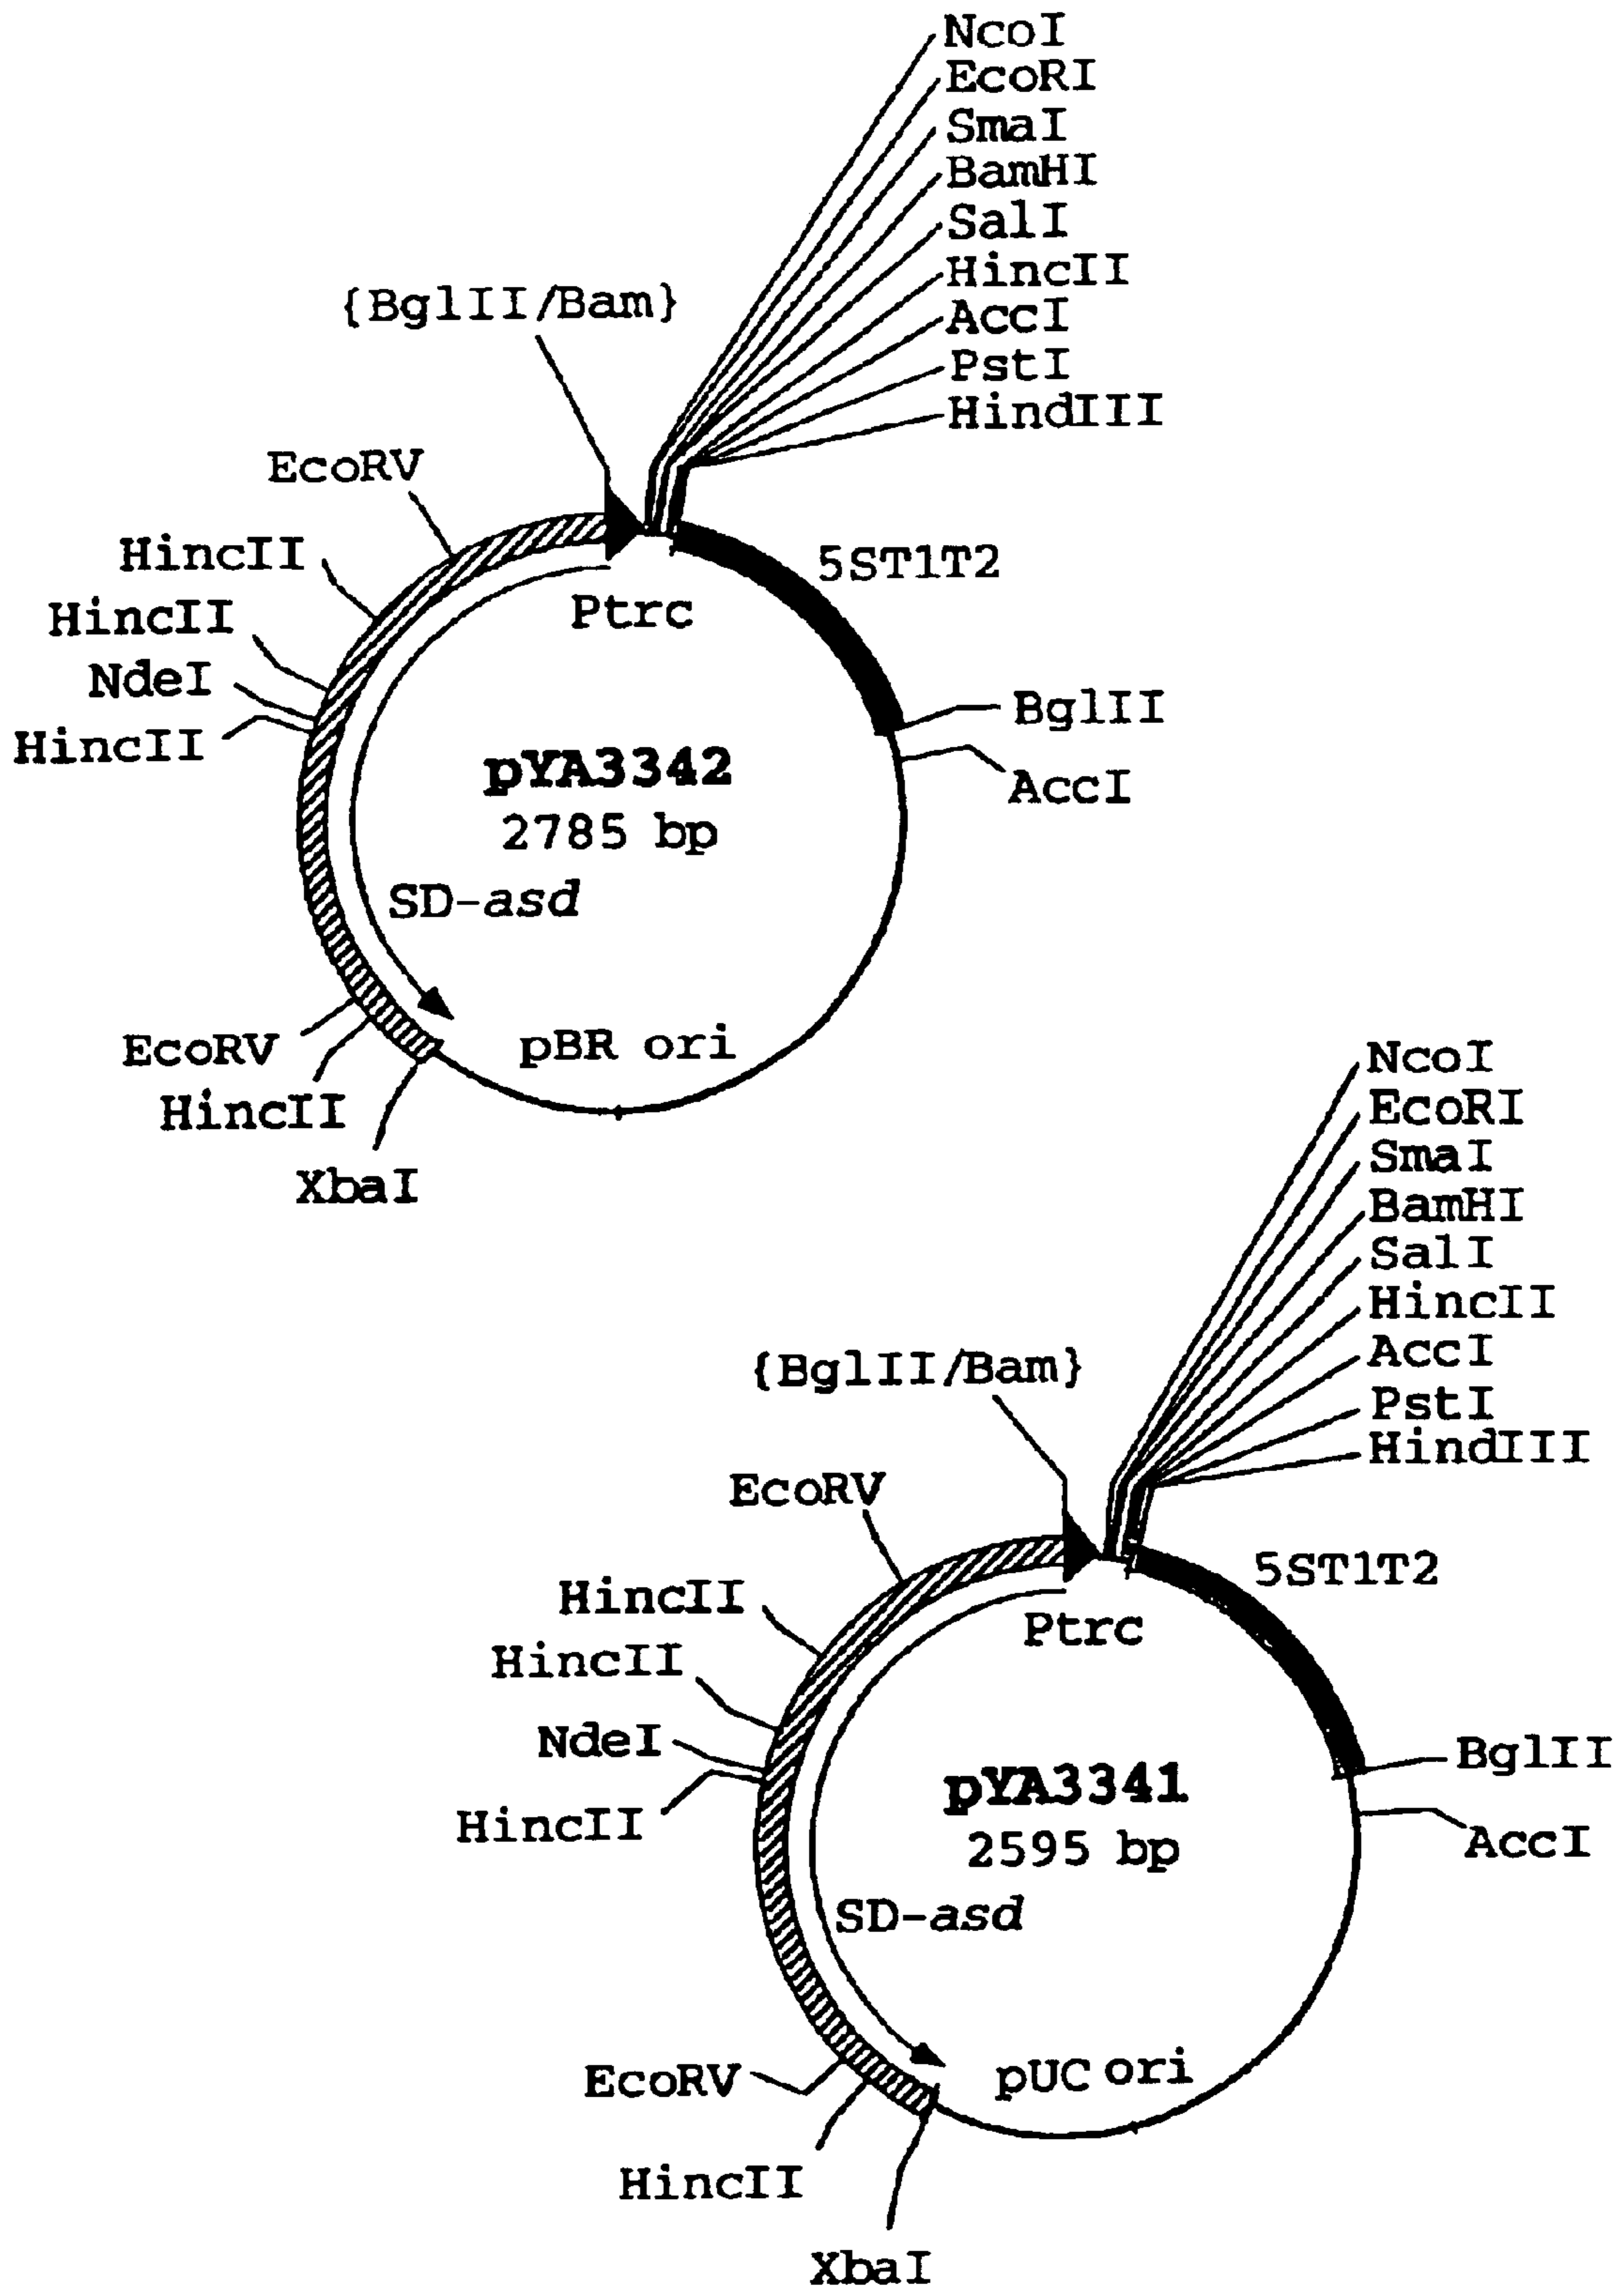 NcoI
EcoRI
SmaI
BamHI
SalI
HincII
AccI
PstI
HindIII
{BglII/Bam}
EcoRV
HincII
HincII
NdeI
HincII
5ST1T2
Ptrc
BglII
AccI
pYA3342
2785 bp
SD-asd
pBR ori
EcoRV
HincII
XbaI
NcoI
EcoRI
SmaI
BamHI
SalI
HincII
AccI
PstI
HindIII
{BglII/Bam}
EcoRV
HincII
HincII
NdeI
HincII
5ST1T2
Ptrc
BglII
AccI
pYA3341
2595 bp
SD-asd
pUC ori
EcoRV
HincII
XbaI